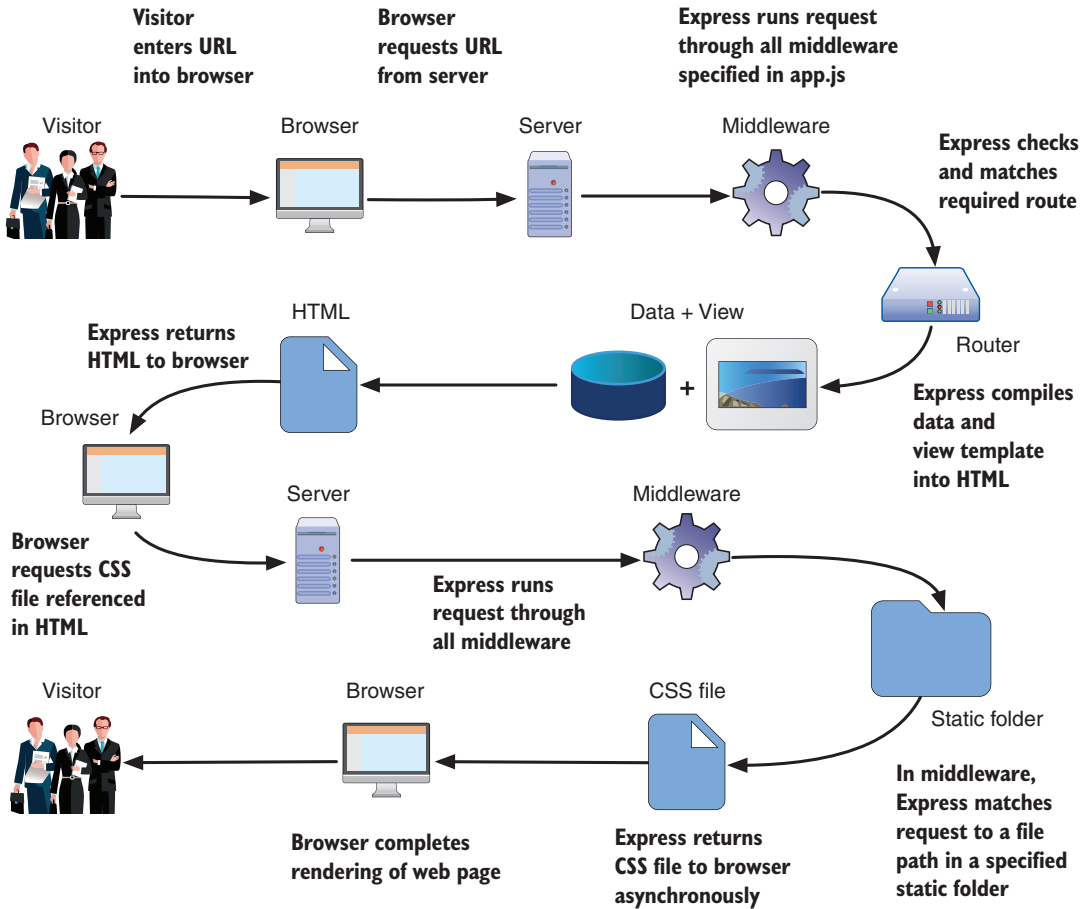 Visitor
enters URL
into browser
Browser
requests URL
from server
Express runs request
through all middleware
specified in app.js
Visitor
Browser
Server
Middleware
Express checks
and matches
required route
Router
Express compiles
data and
view template
into HTML
Data + View
+
HTML
Express returns
HTML to browser
Browser
Browser
requests CSS
file referenced
in HTML
Server
Express runs
request through
all middleware
Middleware
Static folder
In middleware,
Express matches
request to a file
path in a specified
static folder
CSS file
Express returns
CSS file to browser
asynchronously
Browser
Browser completes
rendering of web page
Visitor